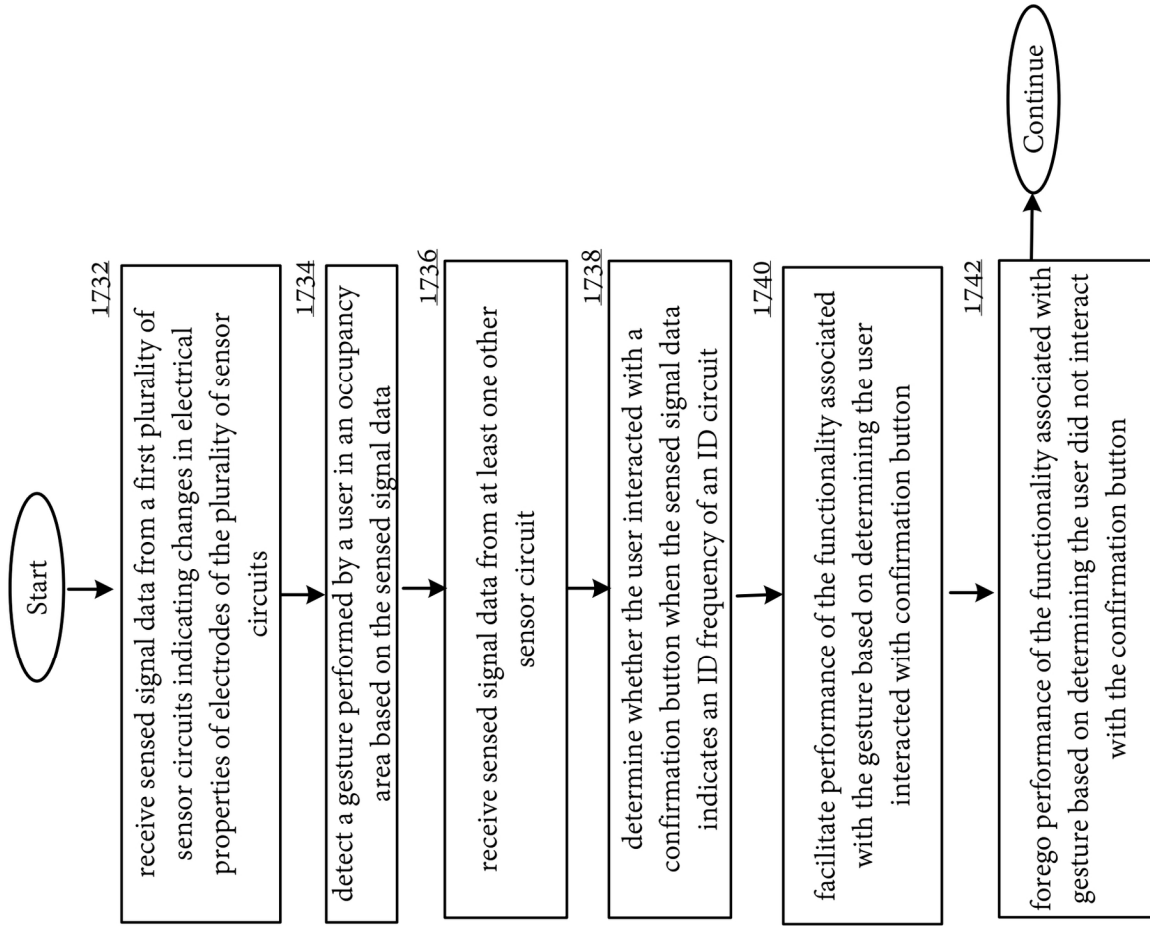 Start
1732
receive sensed signal data from a first plurality of
sensor circuits indicating changes in electrical
properties of electrodes of the plurality of sensor
circuits
1734
detect a gesture performed by a user in an occupancy
area based on the sensed signal data
1736
receive sensed signal data from at least one other
sensor circuit
1738
determine whether the user interacted with a
confirmation button when the sensed signal data
indicates an ID frequency of an ID circuit
1740
facilitate performance of the functionality associated
with the gesture based on determining the user
interacted with confirmation button
1742
forego performance of the functionality associated with
gesture based on determining the user did not interact
with the confirmation button
Continue